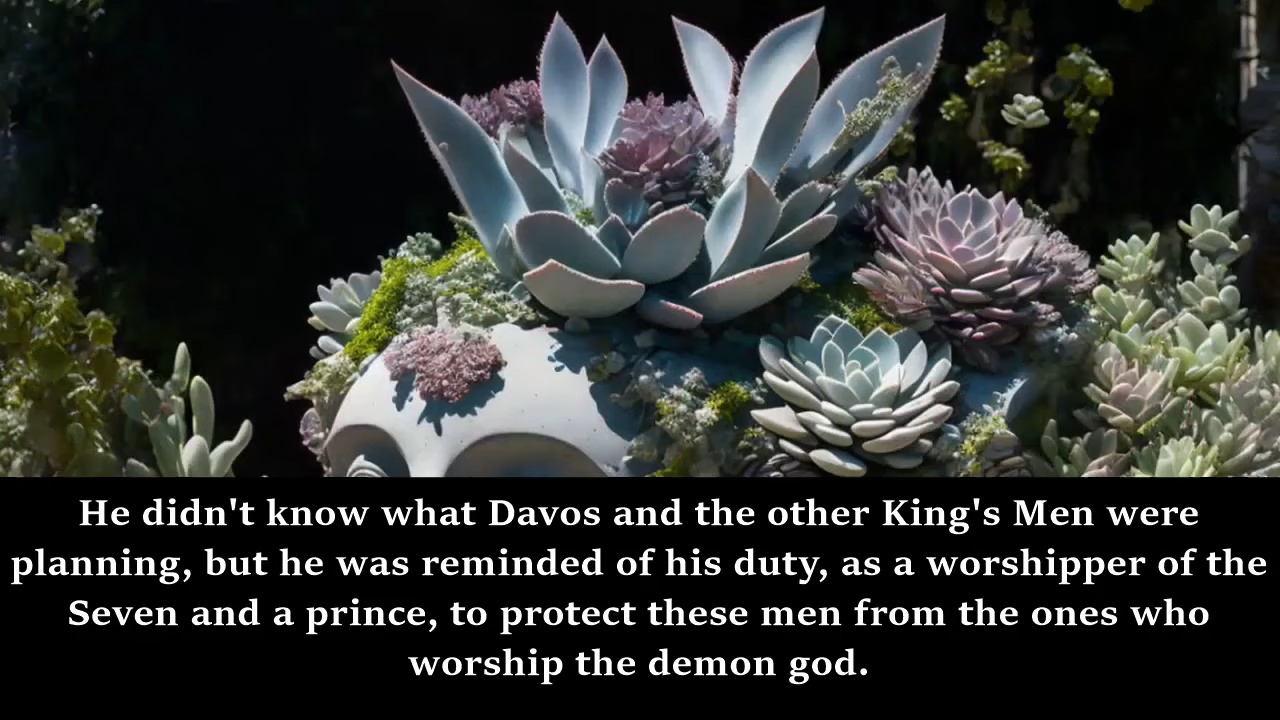 He didn't know what Davos and the other King's Men were
planning, but he was reminded of his duty, as a worshipper of the
Seven and a prince, to protect these men from the ones who
worship the demon god.